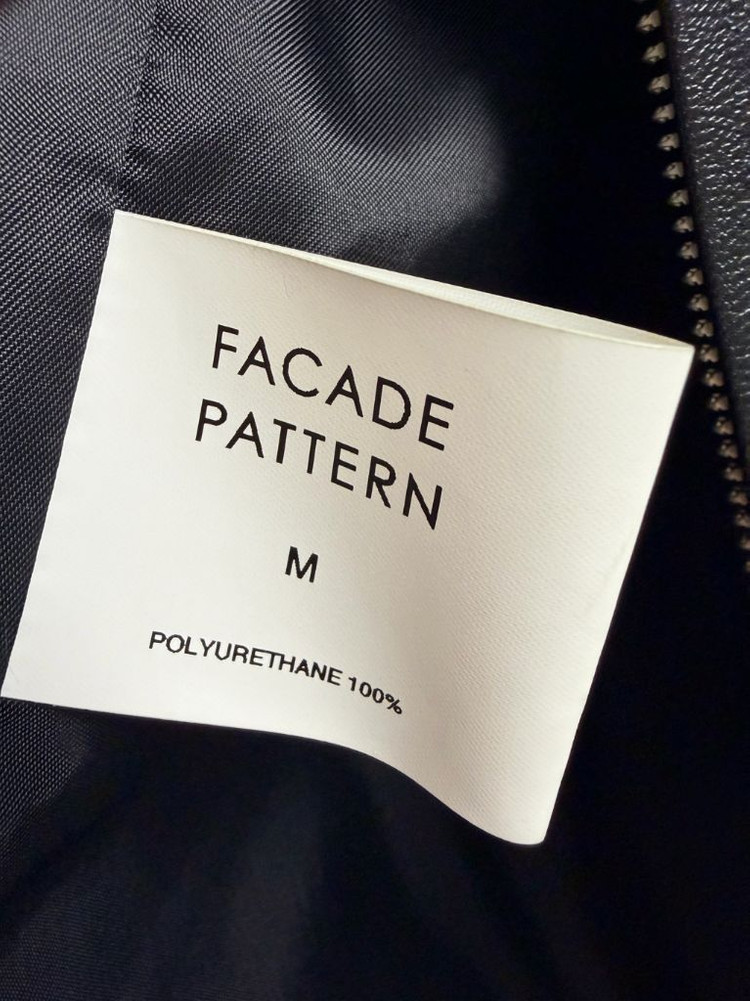 FACADE
PATTERN
M
POLYURETHANE 100%